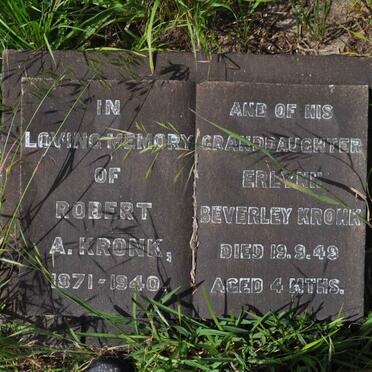 IN
LOVING MEMORY
OF
ROBERT
A. KRONK,
1871-1940.
AND OF HIS
GRANDDAUGHTER
BEVERLEY KRONK
DIED 19.9.49
AGED 4 MTHS.